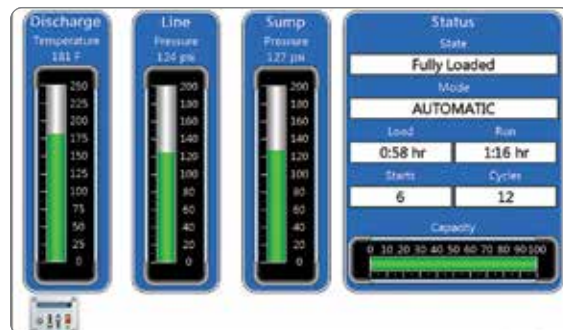 Discharge
Temperature
181 F
250
225
200
175
150
125
100
75
50
25
0
Line
Pressure
124 psi
200
180
160
140
120
100
80
60
40
20
0
Sump
Pressure
127 psi
200
180
160
140
120
100
80
60
40
20
0
Status
State
Fully Loaded
Mode
AUTOMATIC
Load Run
0:58 hr 1:16 hr
Starts Cycles
6 12
Capacity
0 10 20 30 40 50 60 70 80 90 100